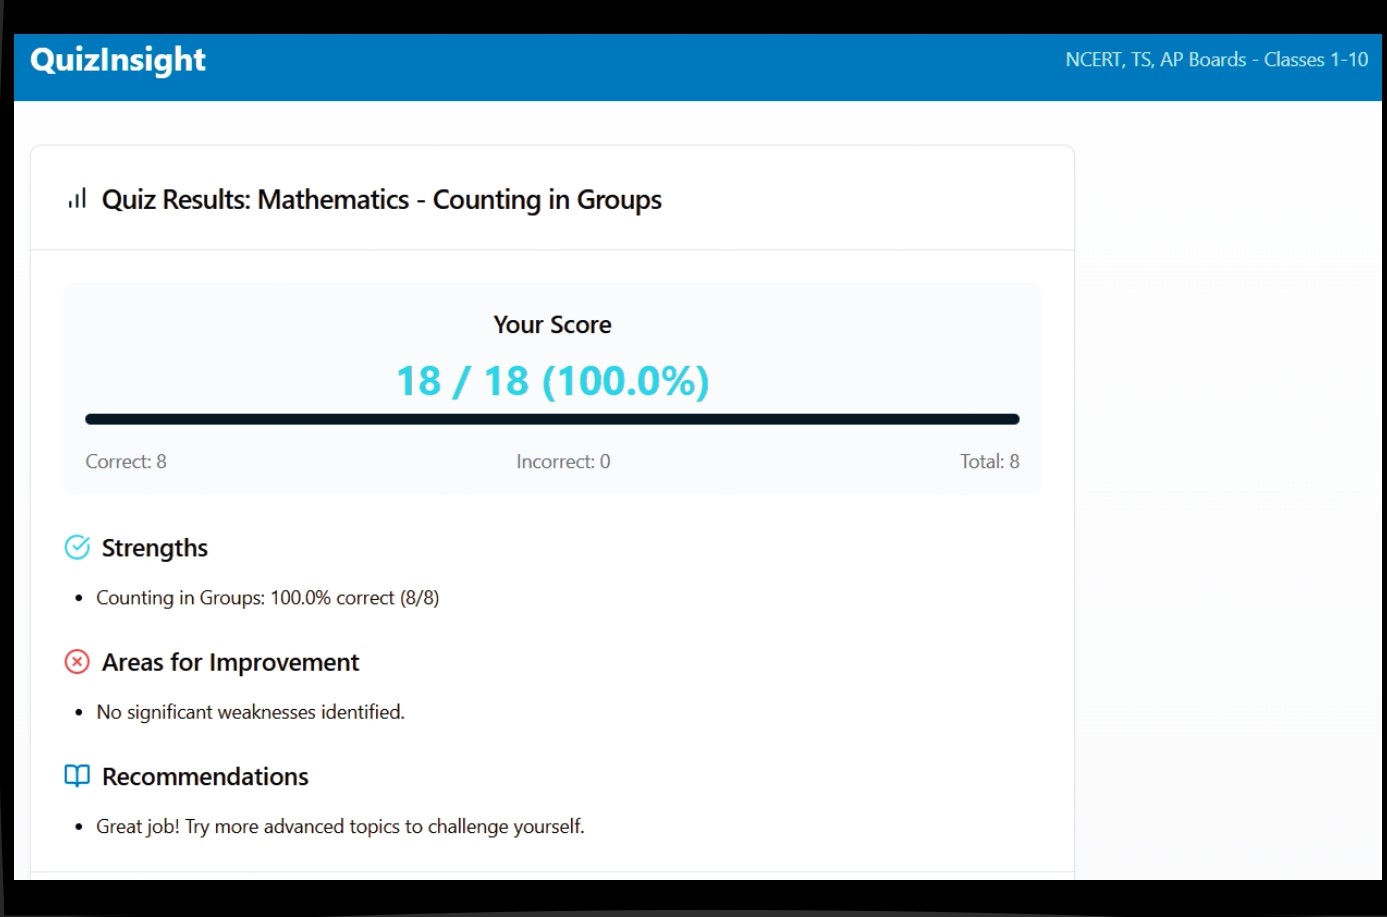 QuizInsight
NCERT, TS, AP Boards - Classes 1-10
Quiz Results: Mathematics - Counting in Groups
Your Score
18 / 18 (100.0%)
Correct: 8
Incorrect: 0
Total: 8
Strengths
• Counting in Groups: 100.0% correct (8/8)
Areas for Improvement
• No significant weaknesses identified.
Recommendations
• Great job! Try more advanced topics to challenge yourself.